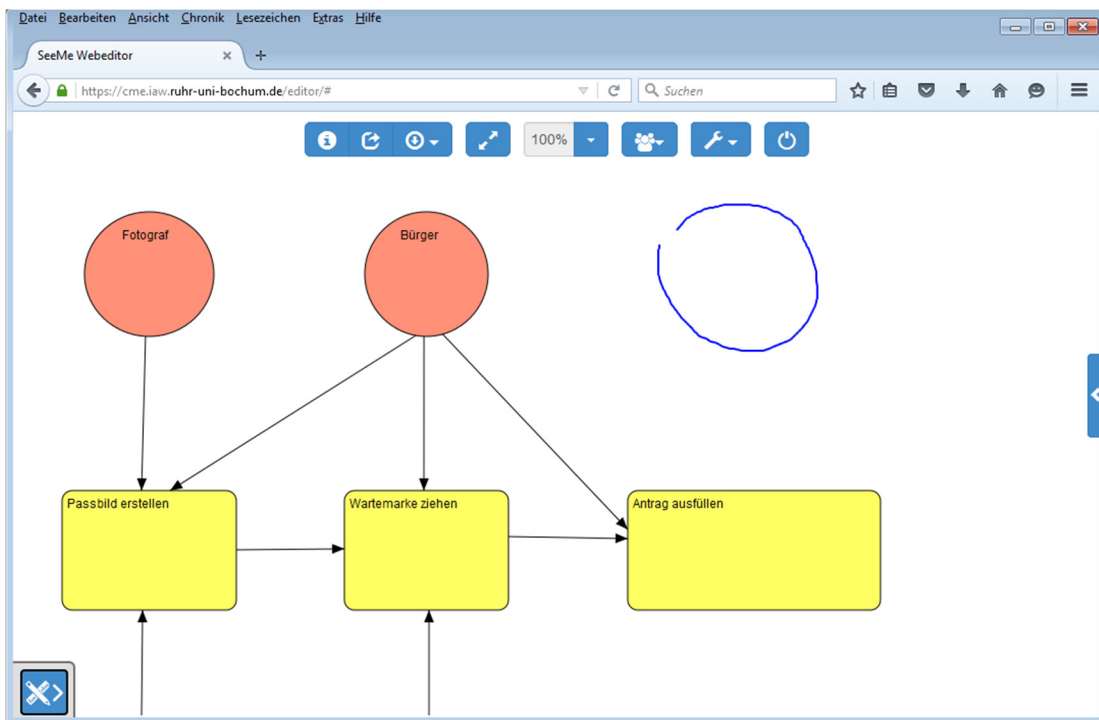 Datei Bearbeiten Ansicht Chronik Lesezeichen Extras Hilfe
SeeMe Webeditor
https://cme.iaw.ruhr-uni-bochum.de/editor/#
Suchen
100%
Fotograf
Bürger
Passbild erstellen
Wartemarke ziehen
Antrag ausfüllen